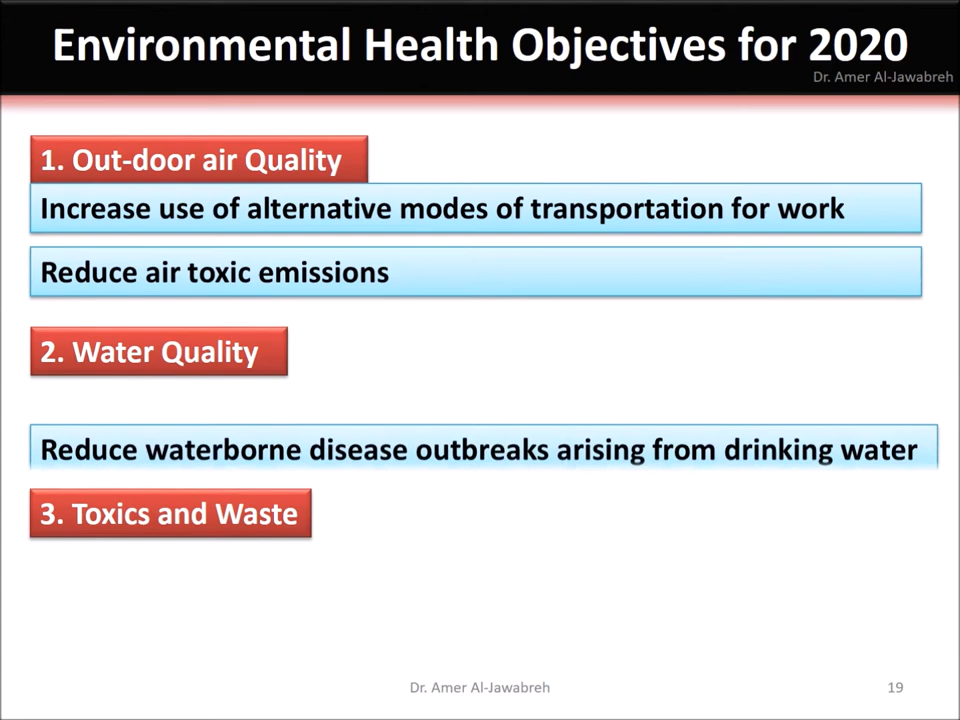 Environmental Health Objectives for 2020
Dr. Amer Al-Jawabreh
1. Out-door air Quality
Increase use of alternative modes of transportation for work
Reduce air toxic emissions
2. Water Quality
Reduce waterborne disease outbreaks arising from drinking water
3. Toxics and Waste
Dr. Amer Al-Jawabreh
19